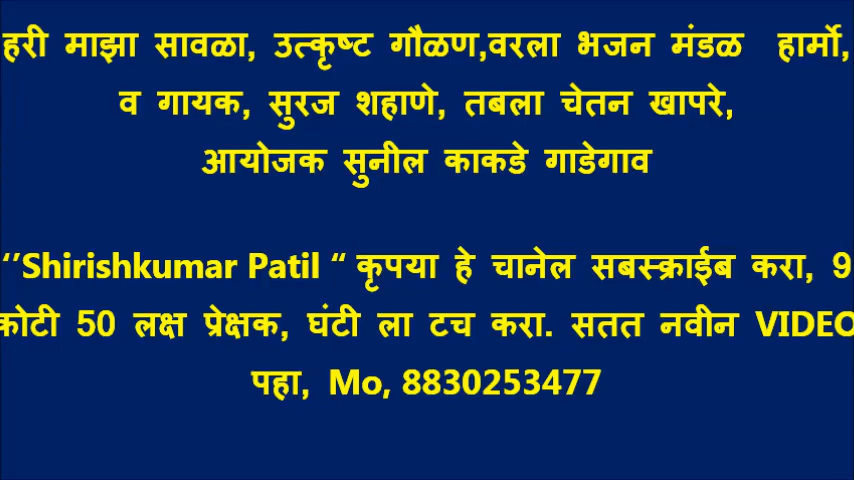 हरी माझा सावळा, उत्कृष्ट गौळण,वरला भजन मंडळ हार्मो,
व गायक, सुरज शहाणे, तबला चेतन खापरे,
आयोजक सुनील काकडे गाडेगाव
‘’Shirishkumar Patil “ कृपया हे चानेल सबस्क्राईब करा, 9
कोटी 50 लक्ष प्रेक्षक, घंटी ला टच करा. सतत नवीन VIDEO
पहा, Mo, 8830253477